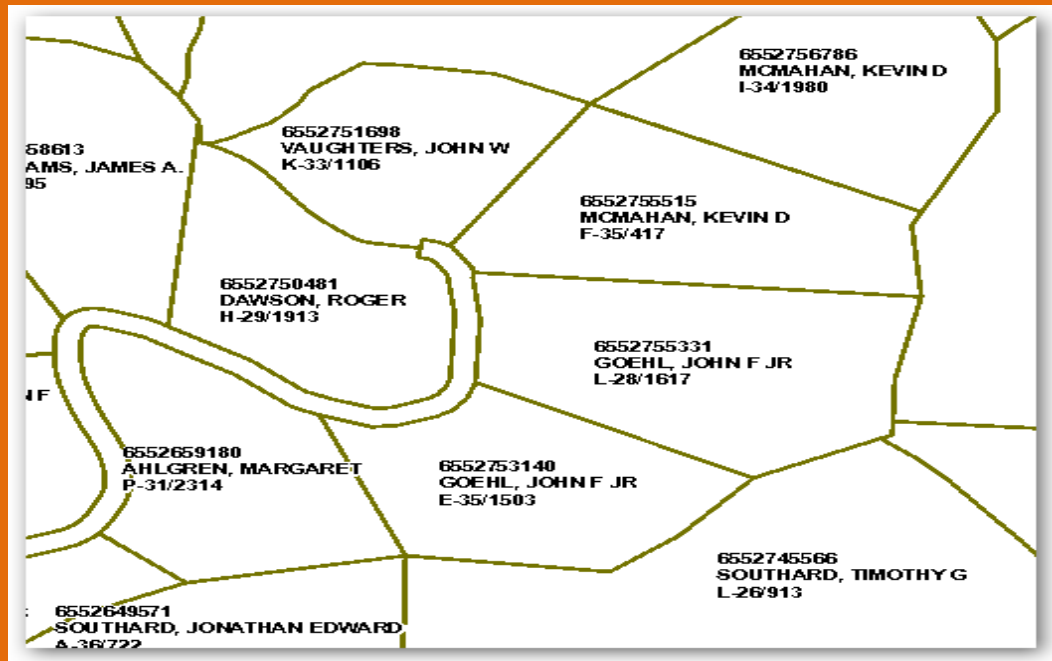 6552756786
MCMAHAN, KEVIN D
I-34/1980
6552751698
VAUGHTERS, JOHN W
K-33/1106
58613
AMS, JAMES A.
95
6552755515
MCMAHAN, KEVIN D
F-35/417
6552750481
DAWSON, ROGER
H-29/1913
6552755331
GOEHL, JOHN F JR
L-28/1617
N F
6552659180
AHLGREN, MARGARET
P-31/2314
6552753140
GOEHL, JOHN F JR
E-35/1503
6552745566
SOUTHARD, TIMOTHY G
L-26/913
6552649571
SOUTHARD, JONATHAN EDWARD
A-36/722